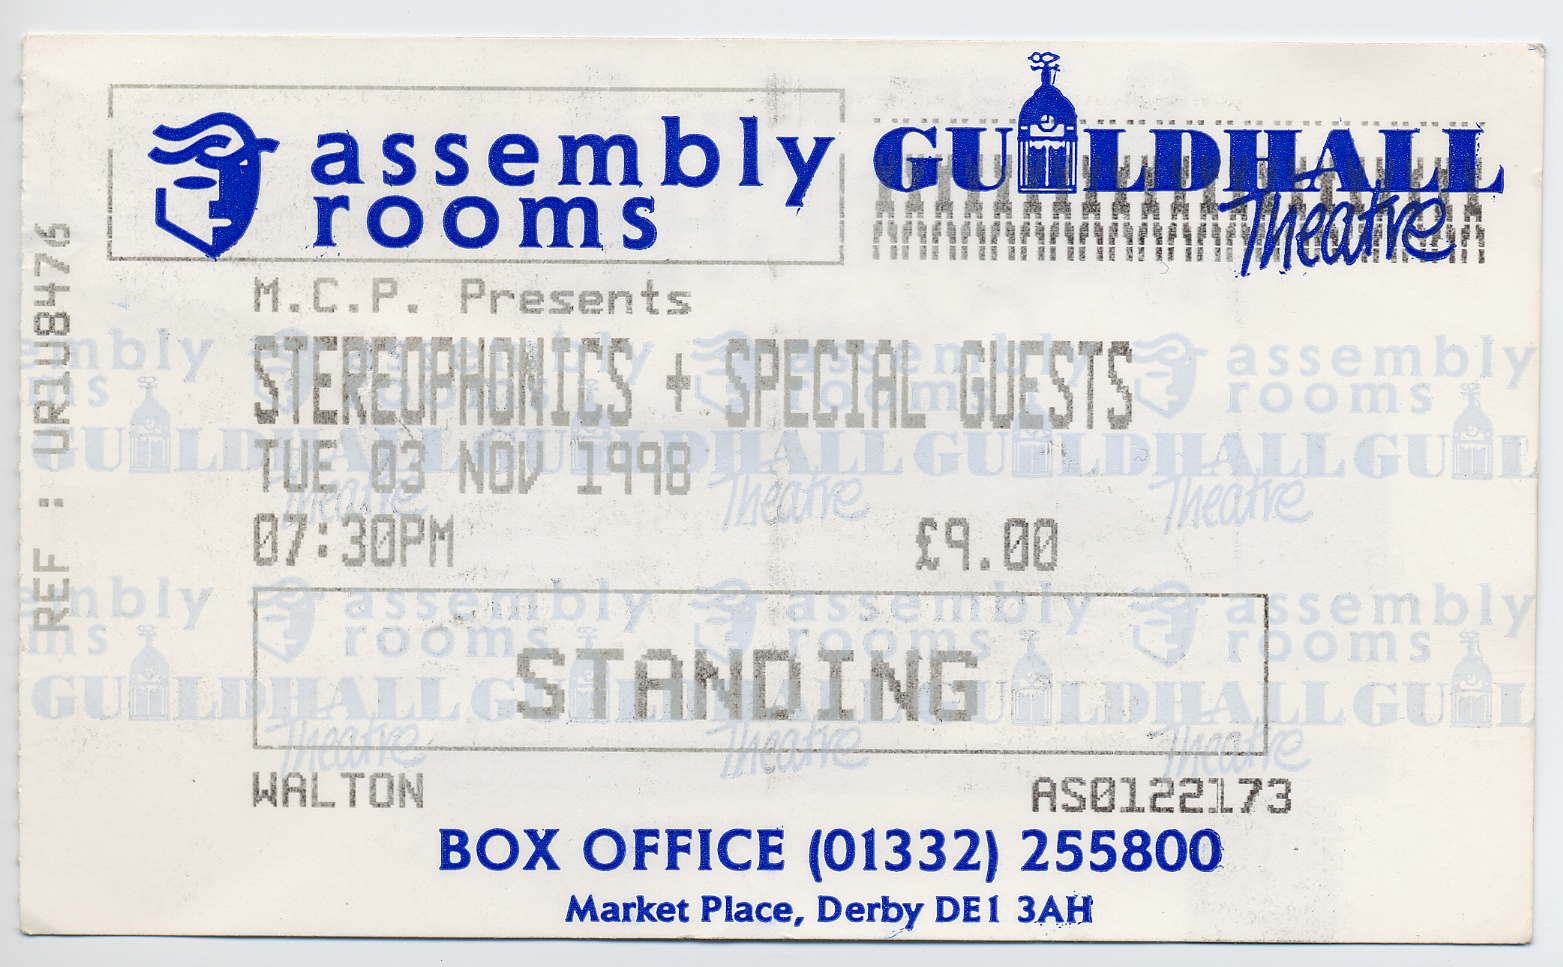 assembly rooms
GUILDHALL
Theatre
M.C.P. Presents
STEREOPHONICS + SPECIAL GUESTS
TUE 03 NOV 1998
07:30PM £9.00
STANDING
WALTON AS0122173
BOX OFFICE (01332) 255800
Market Place, Derby DE1 3AH
REF : UR1U8476